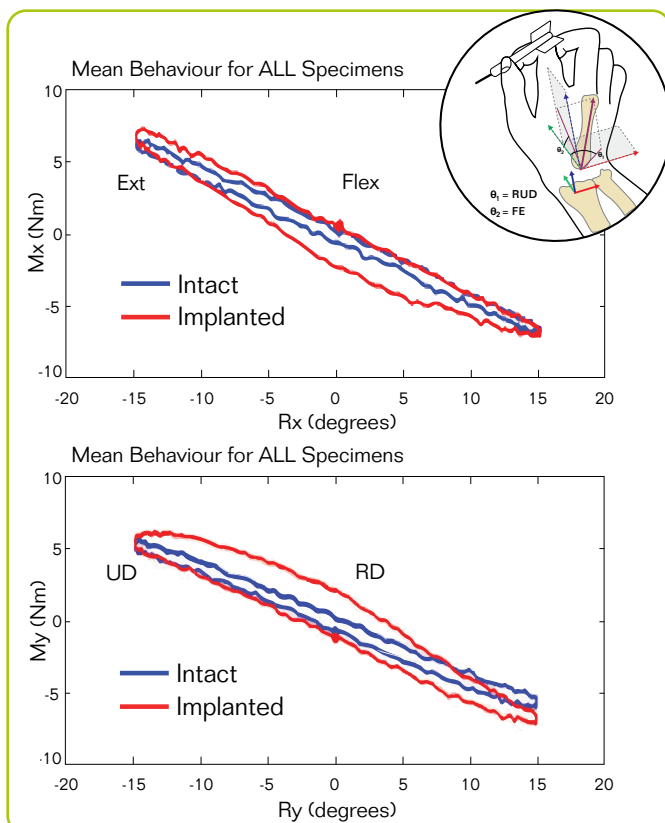 Mean Behaviour for ALL Specimens
10
5
0
-5
-10
Mx (Nm)
Ext
Flex
Intact
Implanted
-20 -15 -10 -5 0 5 10 15 20
Rx (degrees)
θ2
θ1
θ1 = RUD
θ2 = FE
Mean Behaviour for ALL Specimens
10
5
0
-5
-10
My (Nm)
UD
RD
Intact
Implanted
-20 -15 -10 -5 0 5 10 15 20
Ry (degrees)